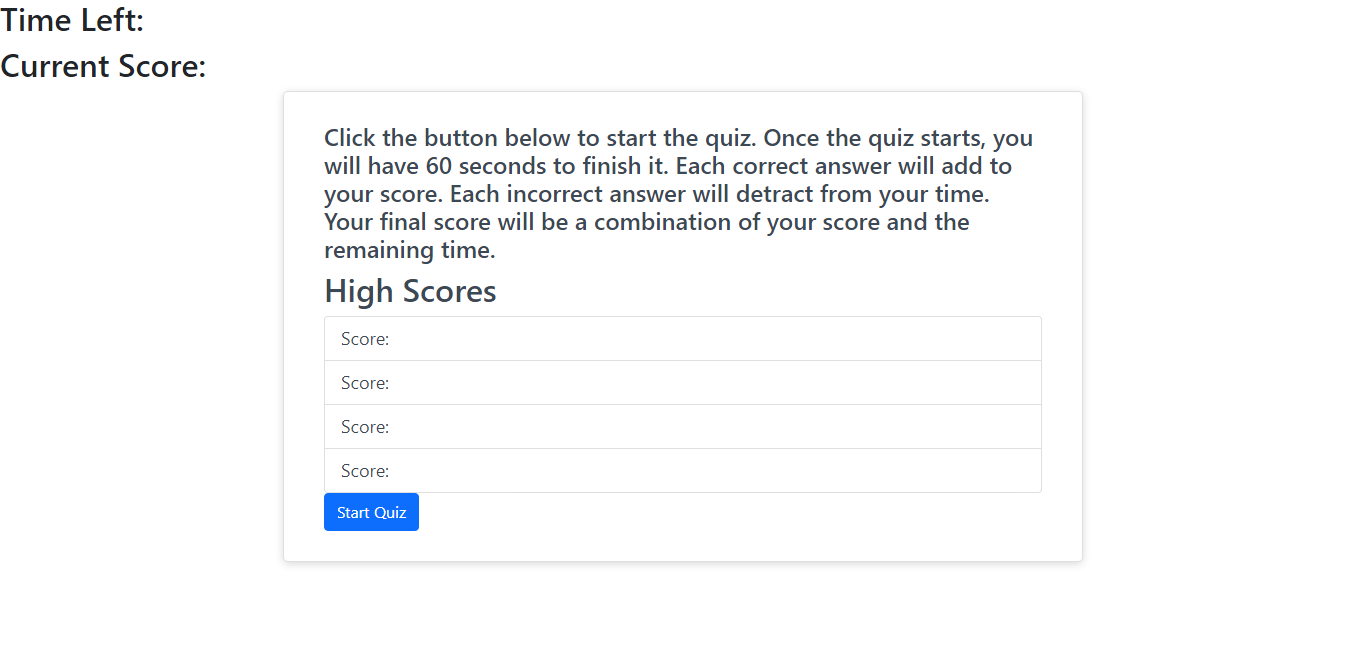 Time Left:
Current Score:
Click the button below to start the quiz. Once the quiz starts, you
will have 60 seconds to finish it. Each correct answer will add to
your score. Each incorrect answer will detract from your time.
Your final score will be a combination of your score and the
remaining time.
High Scores
Score:
Score:
Score:
Score:
Start Quiz